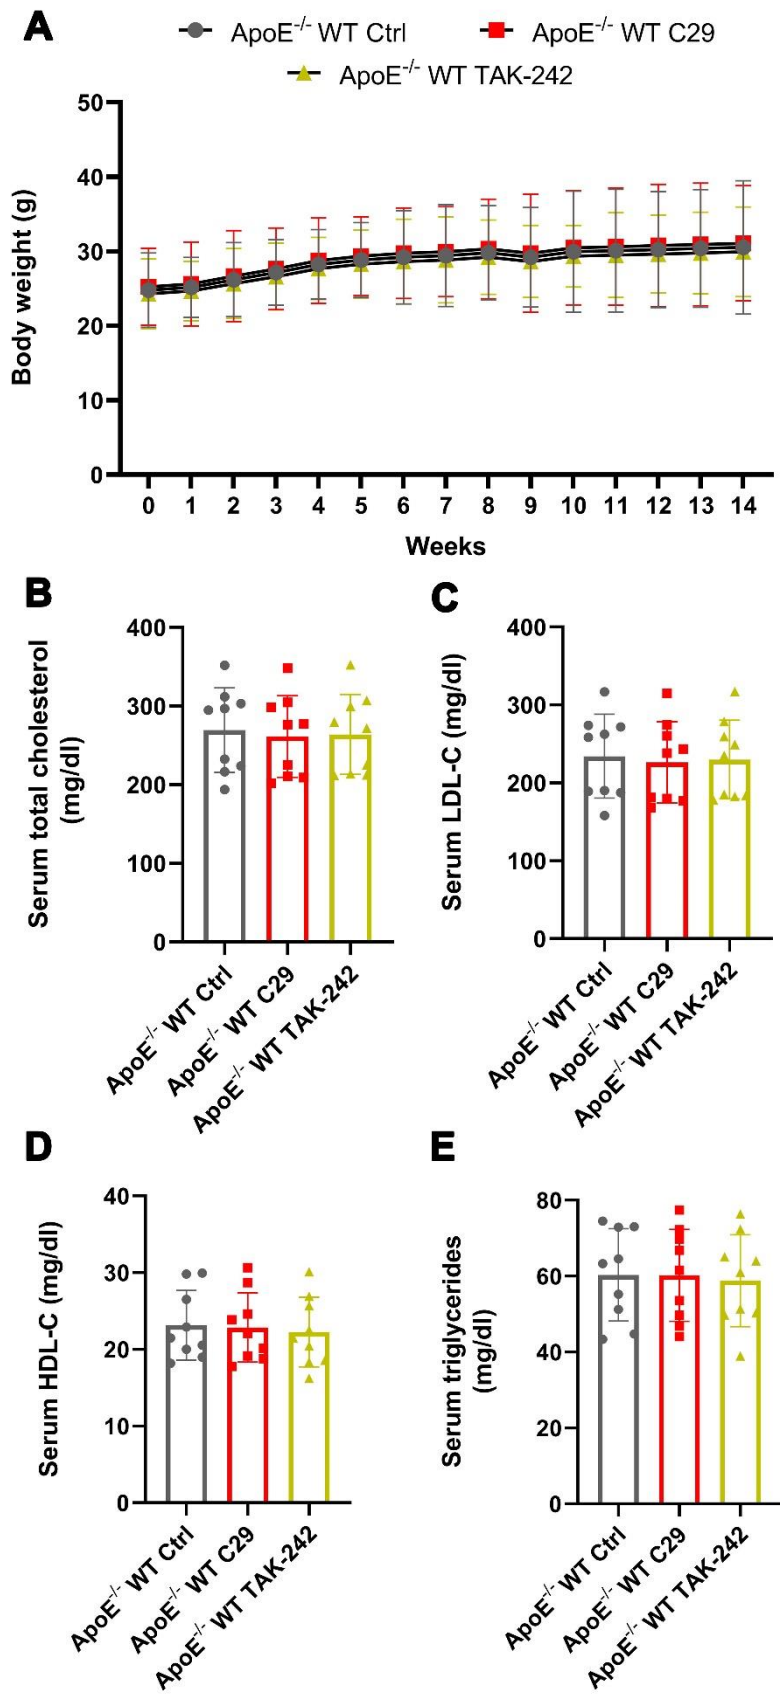 A
ApoE-/- WT Ctrl
ApoE-/- WT C29
ApoE-/- WT TAK-242
50
40
30
20
10
0
Body weight (g)
0 1 2 3 4 5 6 7 8 9 10 11 12 13 14
Weeks
B
Serum total cholesterol
(mg/dl)
400
300
200
100
0
ApoE-/- WT Ctrl
ApoE-/- WT C29
ApoE-/- WT TAK-242
C
Serum LDL-C (mg/dl)
400
300
200
100
0
ApoE-/- WT Ctrl
ApoE-/- WT C29
ApoE-/- WT TAK-242
D
Serum HDL-C (mg/dl)
40
30
20
10
0
ApoE-/- WT Ctrl
ApoE-/- WT C29
ApoE-/- WT TAK-242
E
Serum triglycerides
(mg/dl)
80
60
40
20
0
ApoE-/- WT Ctrl
ApoE-/- WT C29
ApoE-/- WT TAK-242